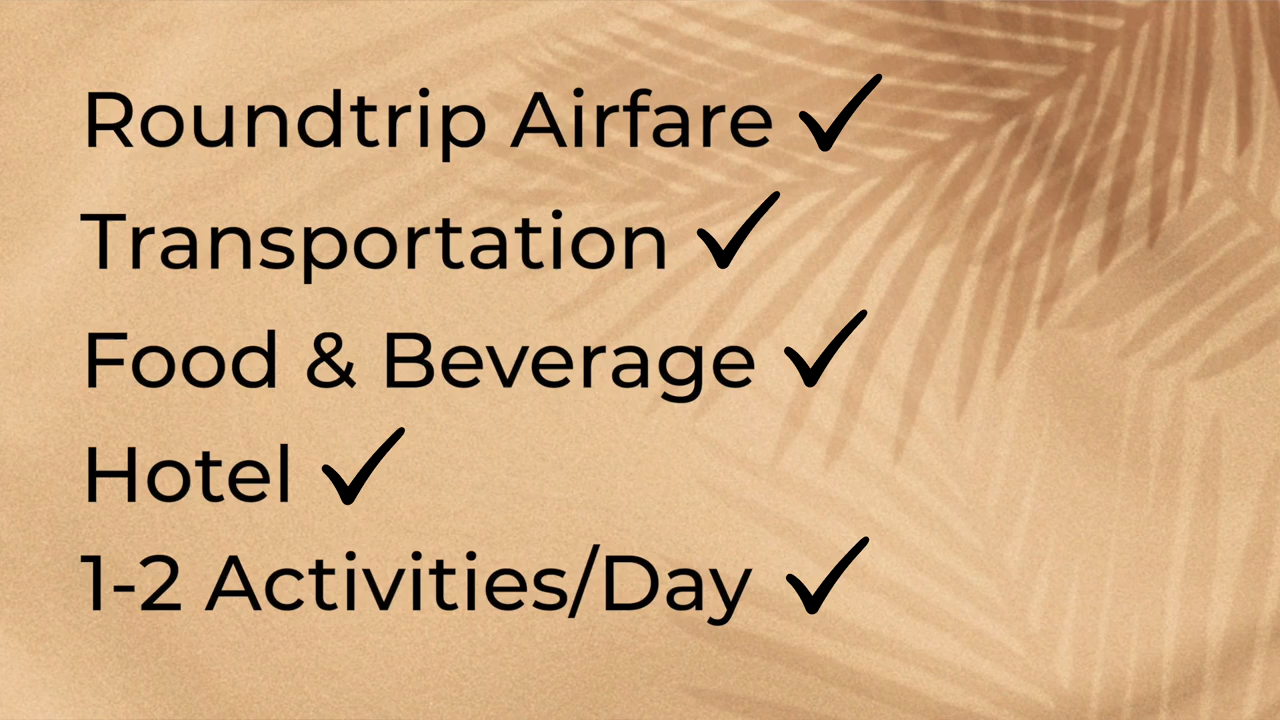 Roundtrip Airfare ✓
Transportation ✓
Food & Beverage ✓
Hotel ✓
1-2 Activities/Day ✓